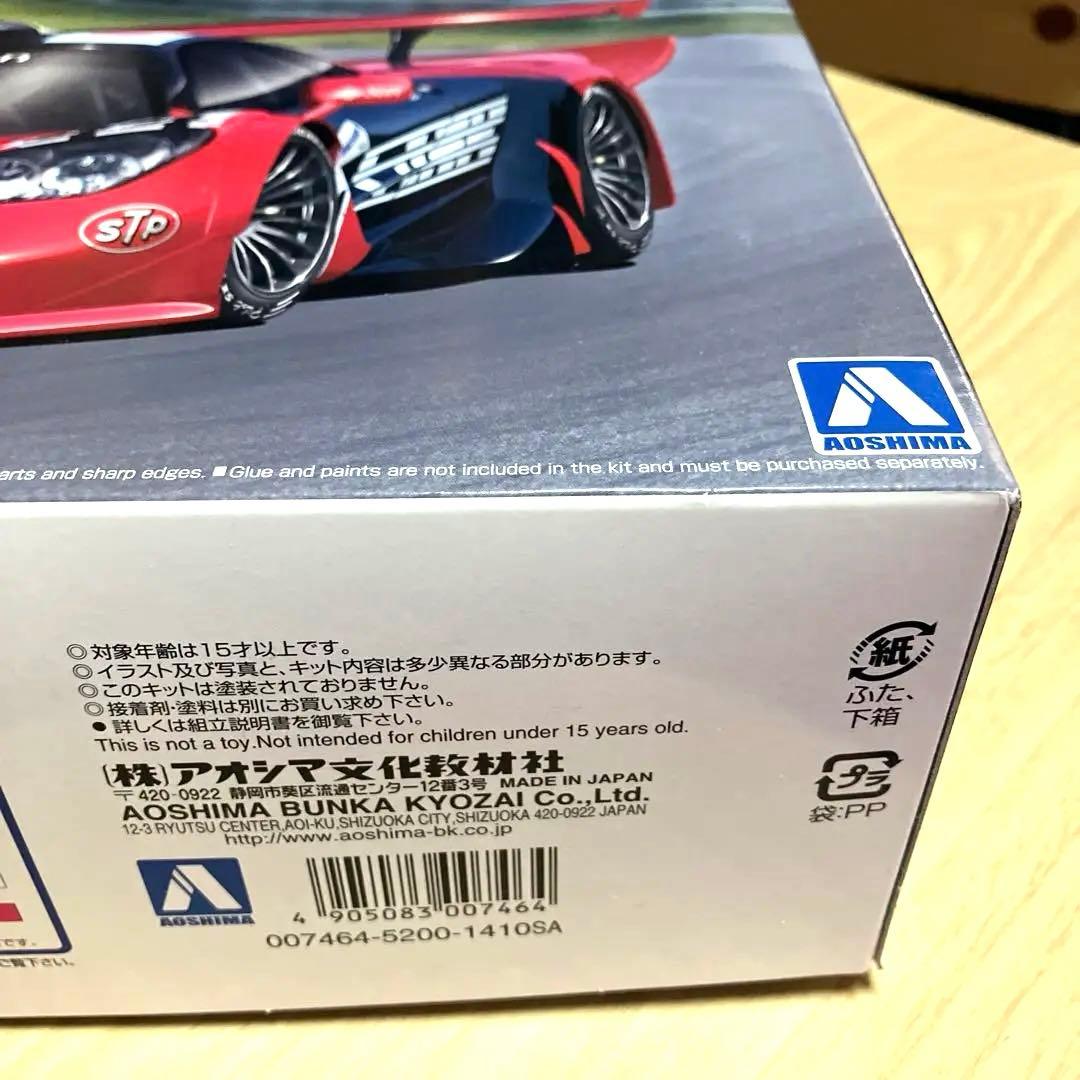 STP
AOSHIMA
arts and sharp edges. ■Glue and paints are not included in the kit and must be purchased separately.
◎対象年齢は15才以上です。
◎イラスト及び写真と、キット内容は多少異なる部分があります。
◎このキットは塗装されておりません。
◎接着剤・塗料は別にお買い求め下さい。
●詳しくは組立説明書を御覧下さい。
This is not a toy.Not intended for children under 15 years old.
(株)アオシマ文化教材社
〒420-0922 静岡市葵区流通センター12番3号 MADE IN JAPAN
AOSHIMA BUNKA KYOZAI Co.,Ltd.
12-3 RYUTSU CENTER,AOI-KU,SHIZUOKA CITY,SHIZUOKA 420-0922 JAPAN
http://www.aoshima-bk.co.jp
AOSHIMA
4 905083 007464
007464-5200-1410SA
紙
ふた、
下箱
プラ
袋:PP
です。
ご覧下さい。